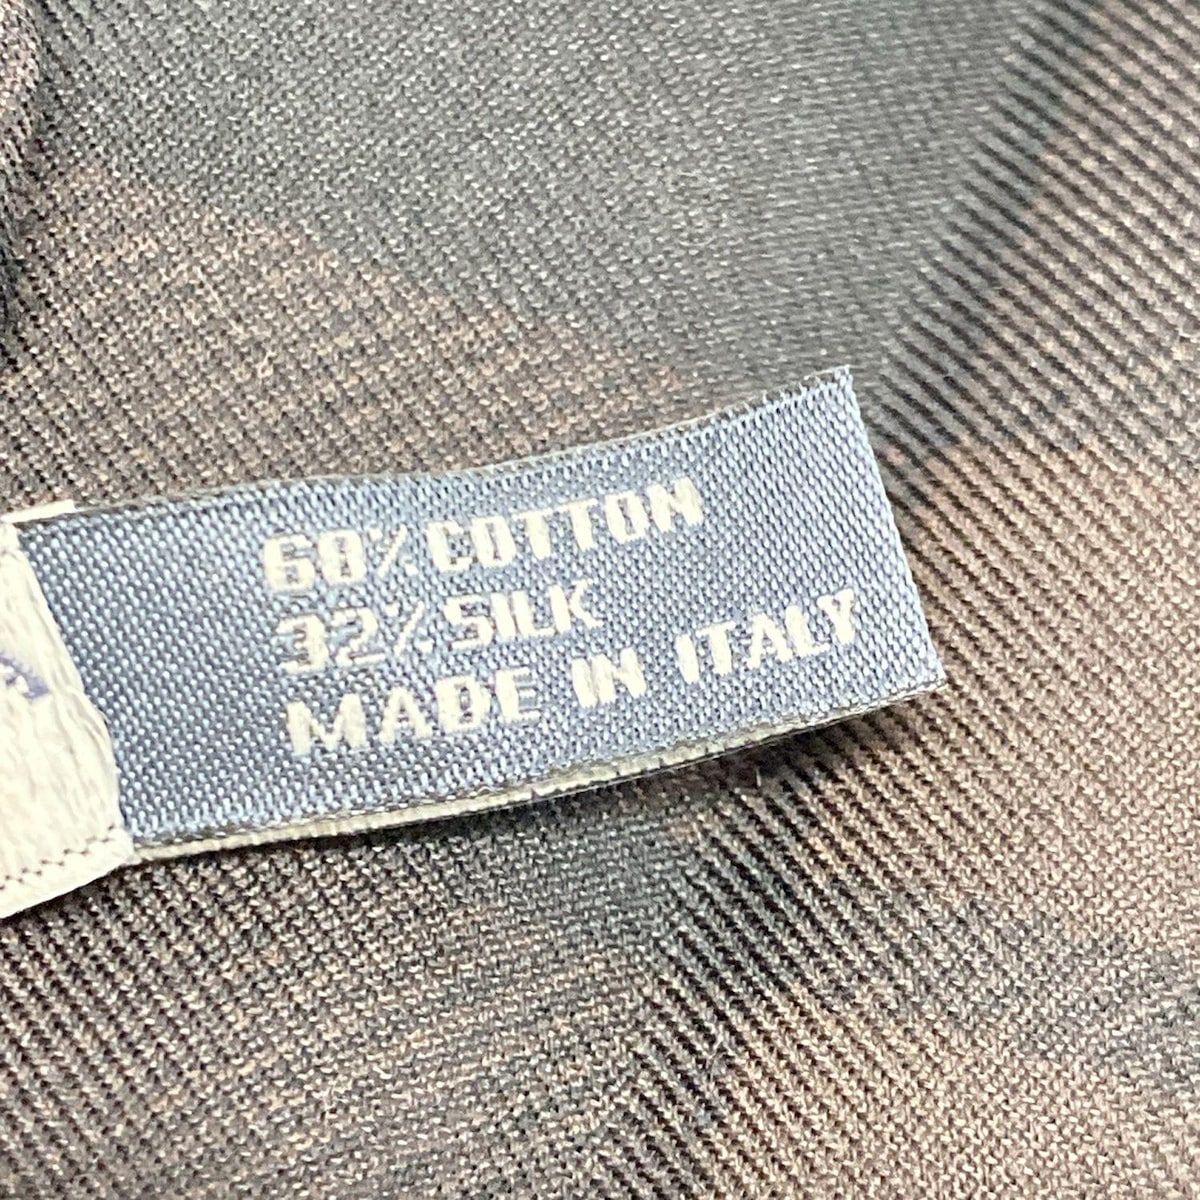 68% COTTON
32% SILK
MADE IN ITALY